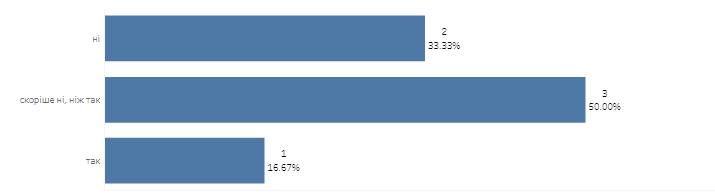 ні
2
33.33%
скоріше ні, ніж так
3
50.00%
так
1
16.67%